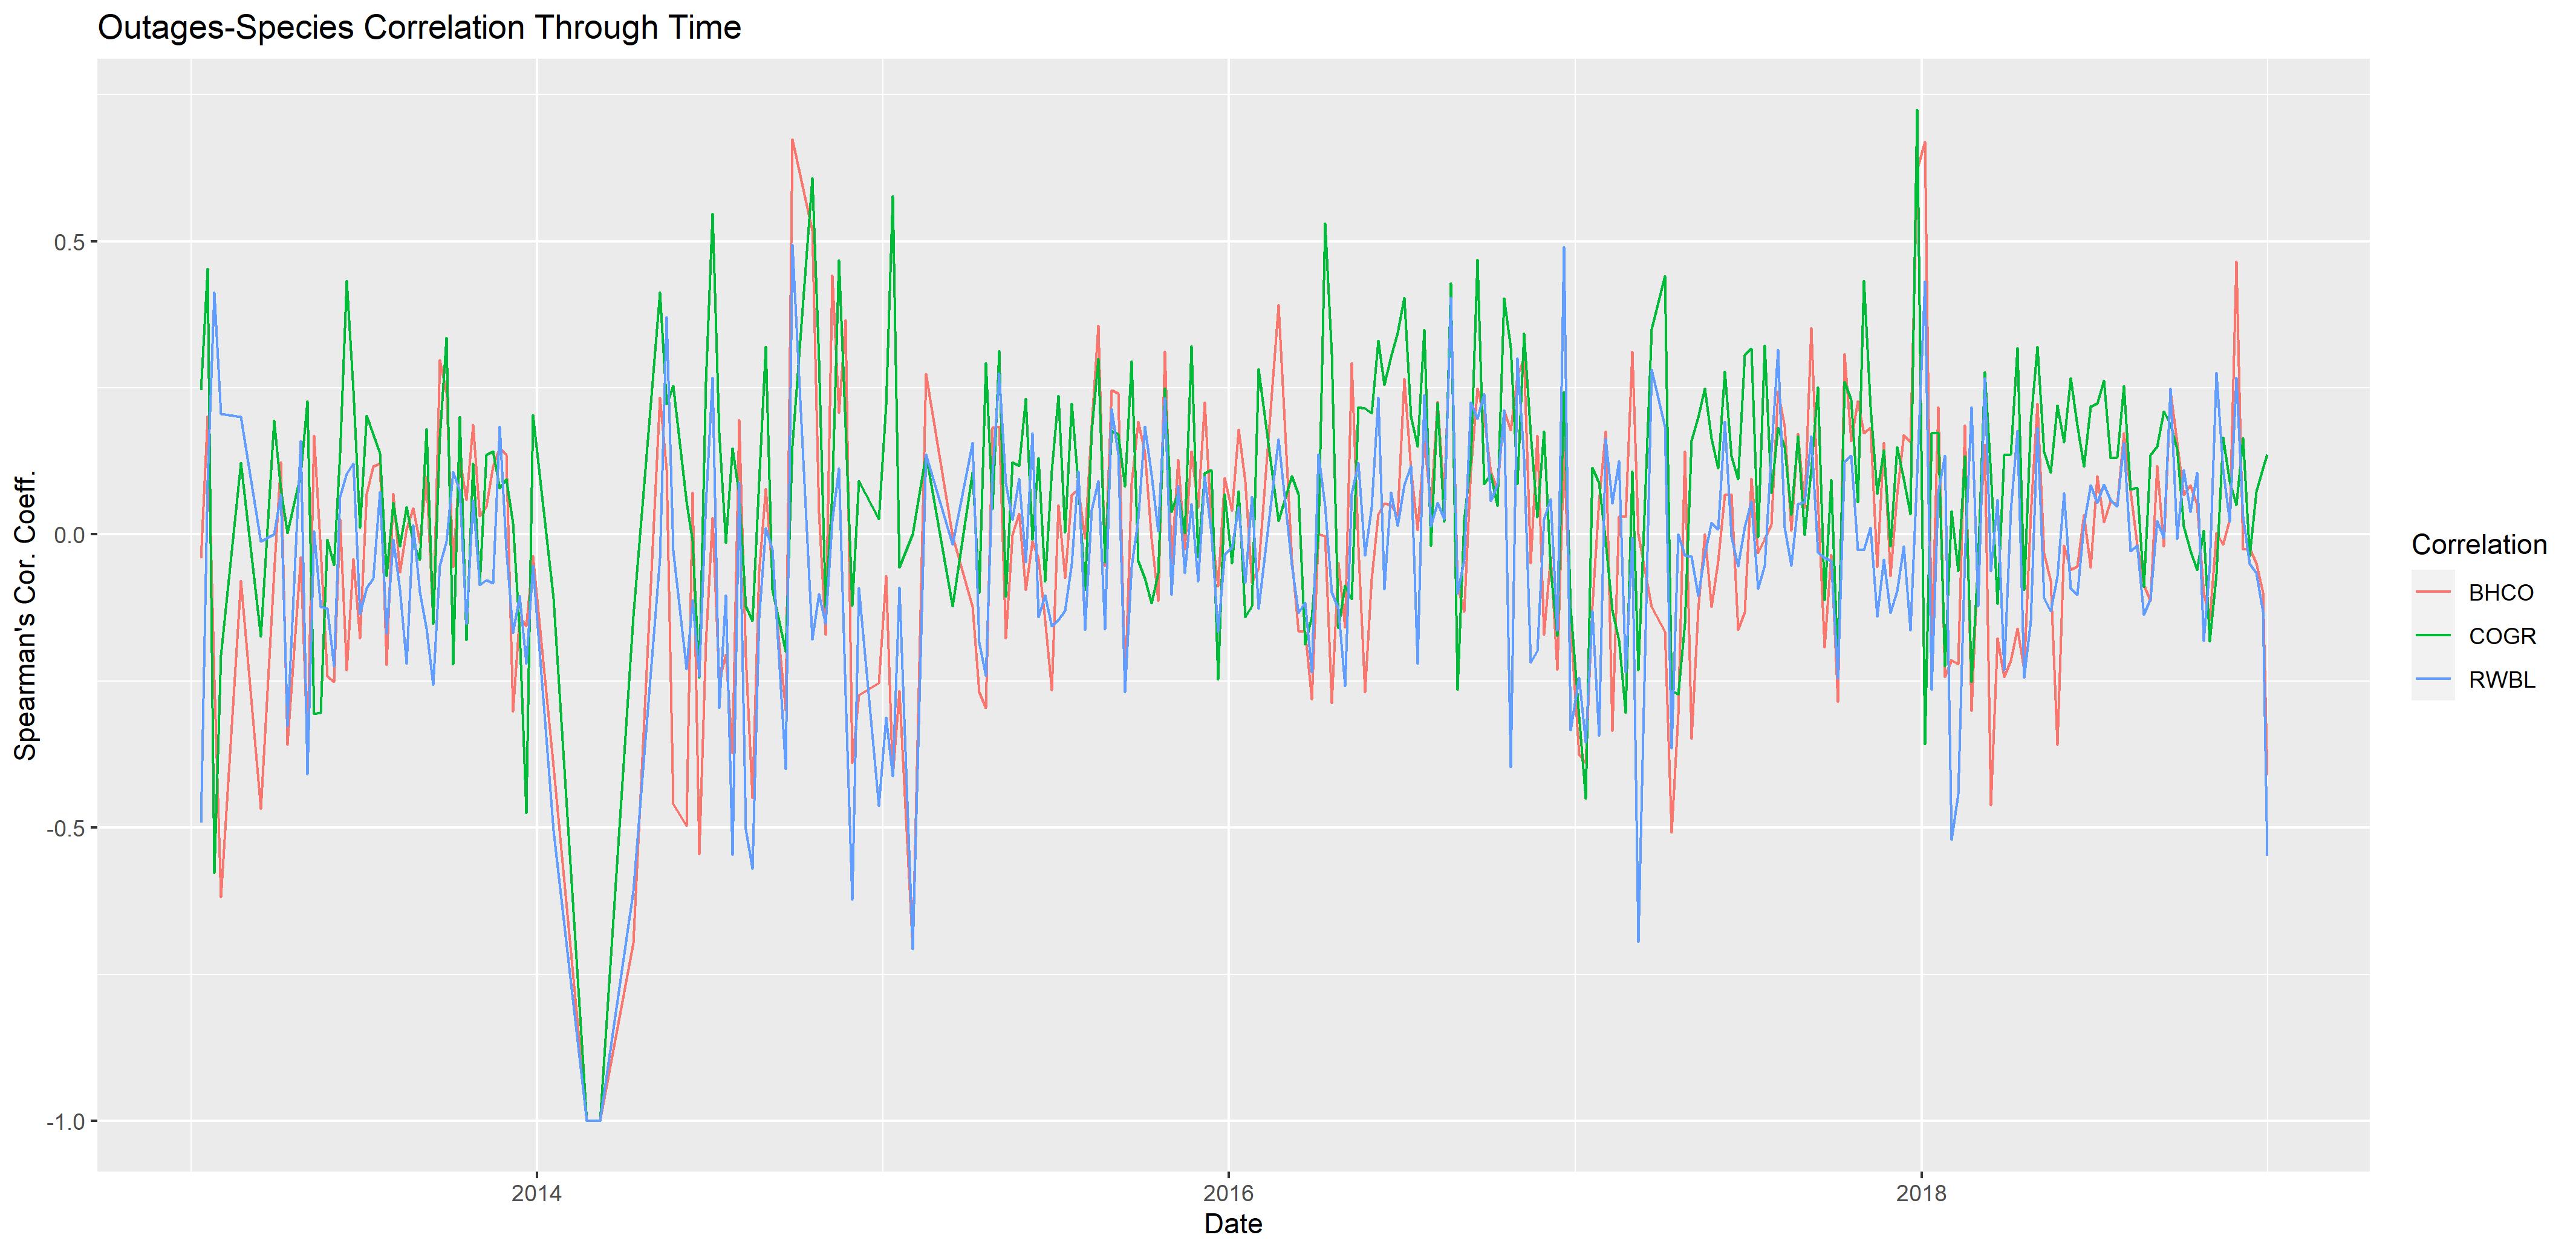 Outages-Species Correlation Through Time
Spearman's Cor. Coeff.
0.5
0.0
-0.5
-1.0
2014
2016
2018
Date
Correlation
BHCO
COGR
RWBL